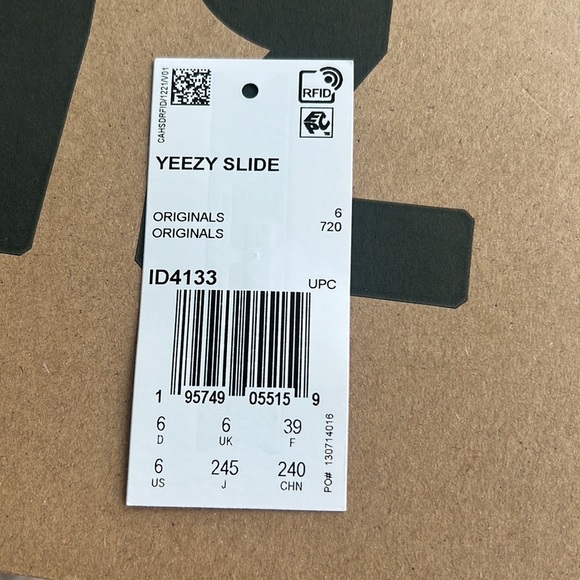 CAHSDRFID/1221/V01
RFID
YEEZY SLIDE
ORIGINALS 6
ORIGINALS 720
ID4133 UPC
1 95749 05515 9
6 6 39
D UK F
6 245 240
US J CHN
PO# 130714016